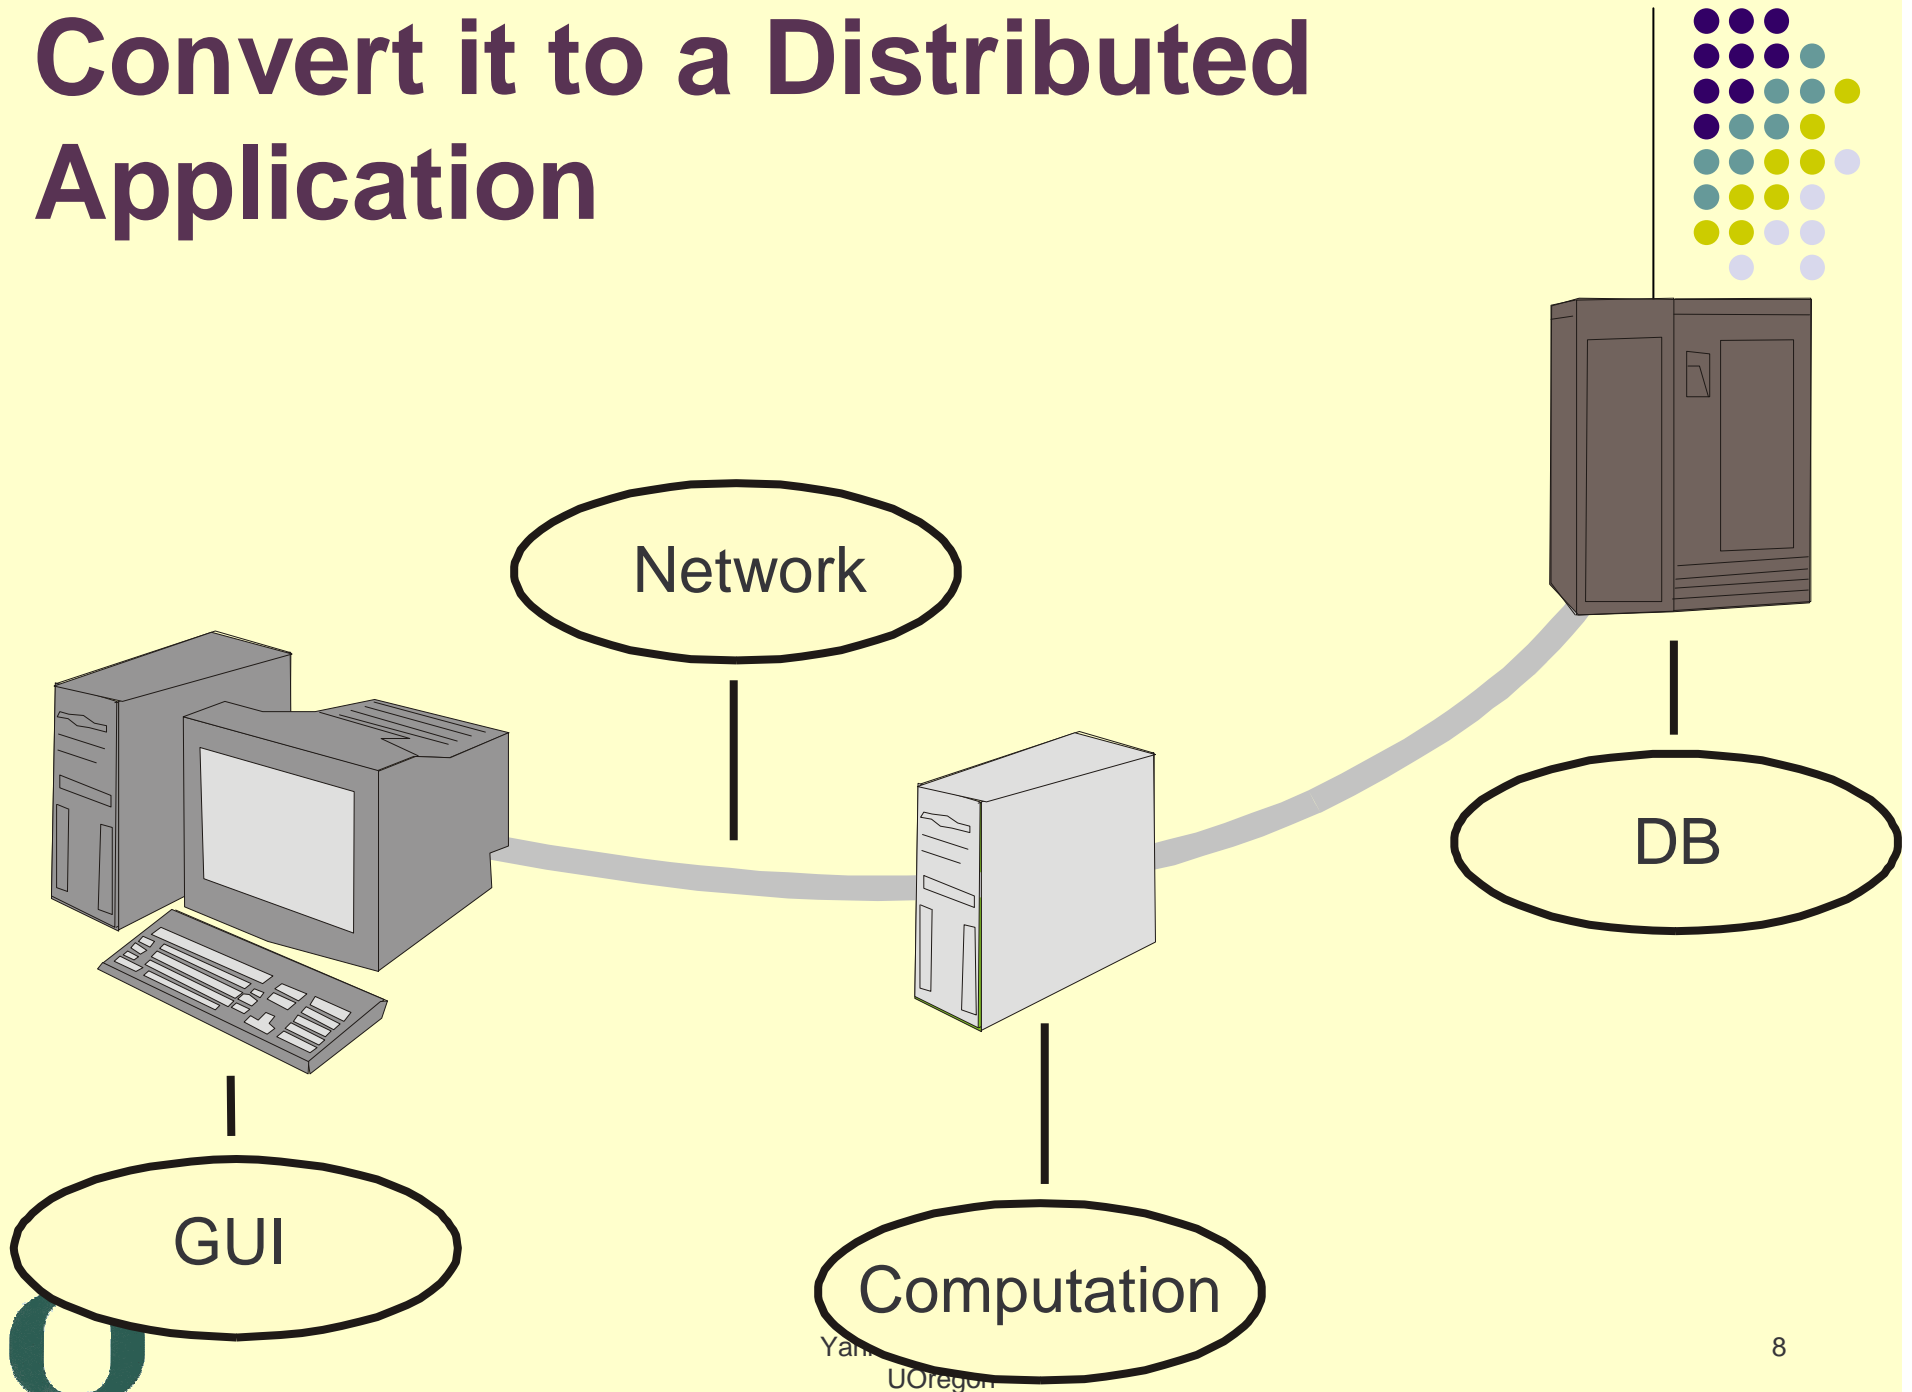 Convert it to a Distributed
Application
Network
DB
GUI
Computation
UOregon
8